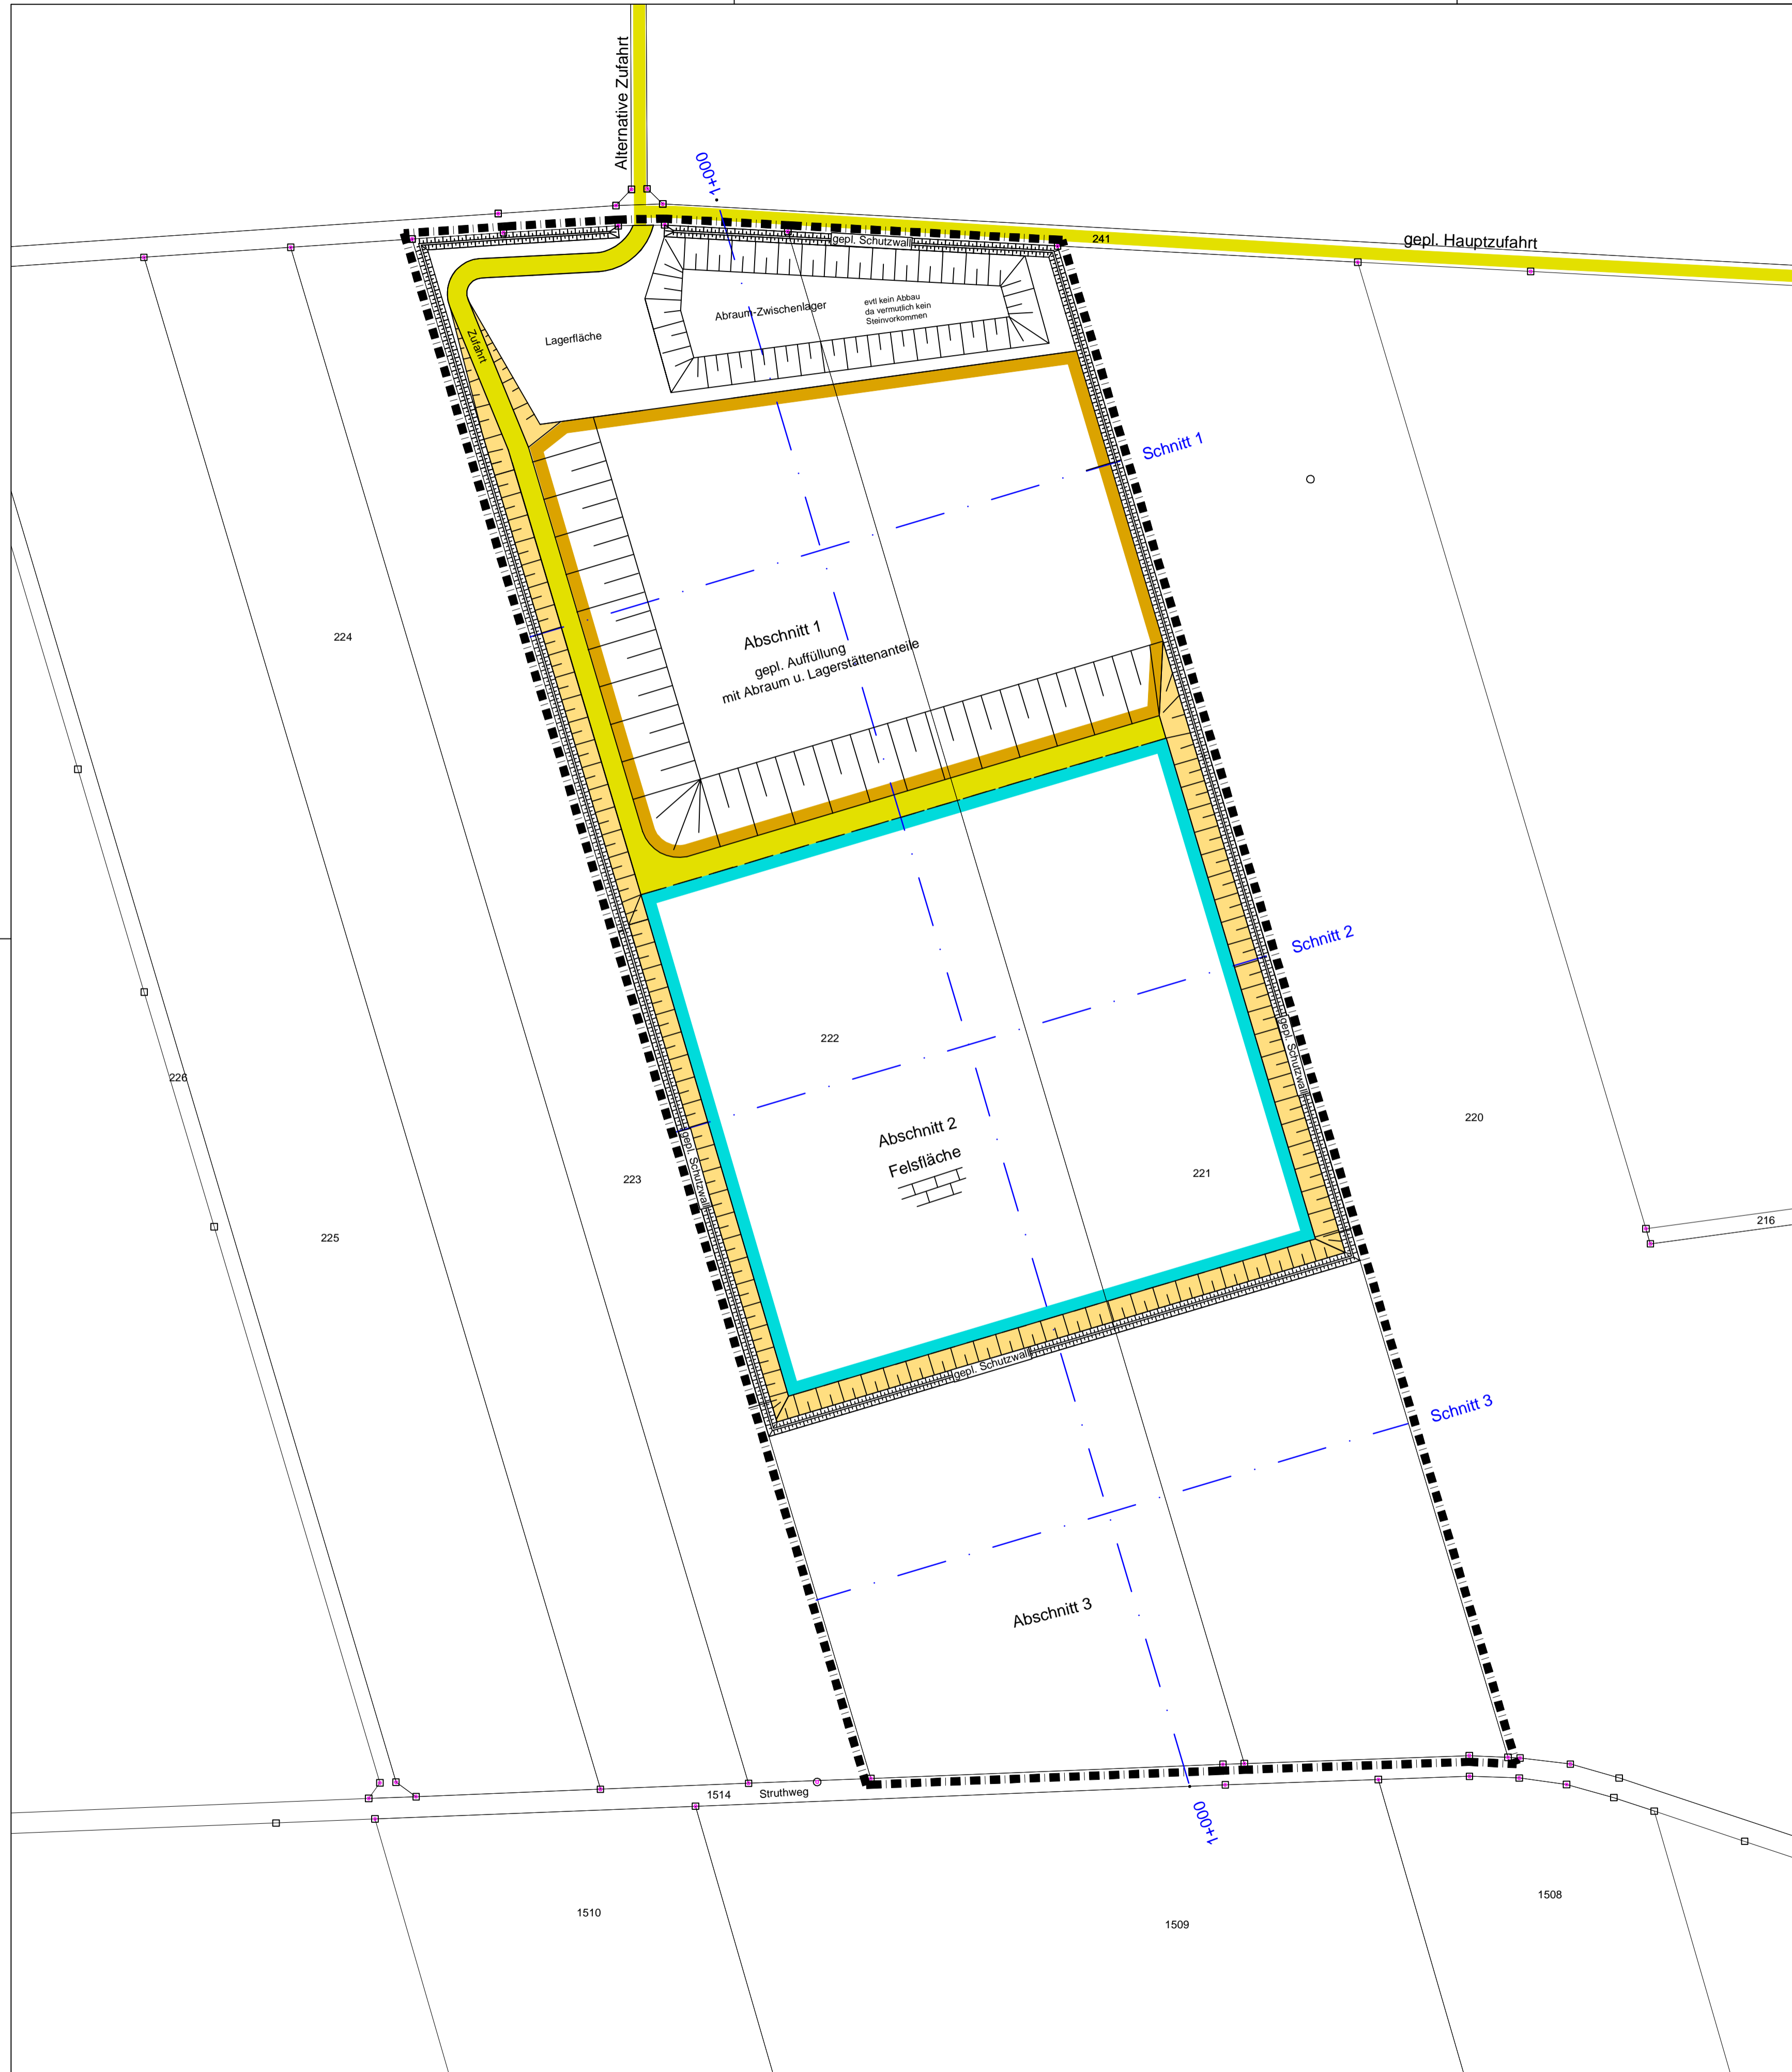 Alternative Zufahrt
1+000
241
gepl. Hauptzufahrt
gepl. Schutzwall
Abraum-Zwischenlager
evtl kein Abbau
da vermutlich kein
Steinvorkommen
Lagerfläche
Zufahrt
Schnitt 1
224
Abschnitt 1
gepl. Auffüllung
mit Abraum u. Lagerstättenanteile
Schnitt 2
222
gepl. Schutzwall
226
220
Abschnitt 2
Felsfläche
gepl. Schutzwall
223
221
216
225
gepl. Schutzwall
Schnitt 3
Abschnitt 3
1514
Struthweg
1+000
1510
1509
1508